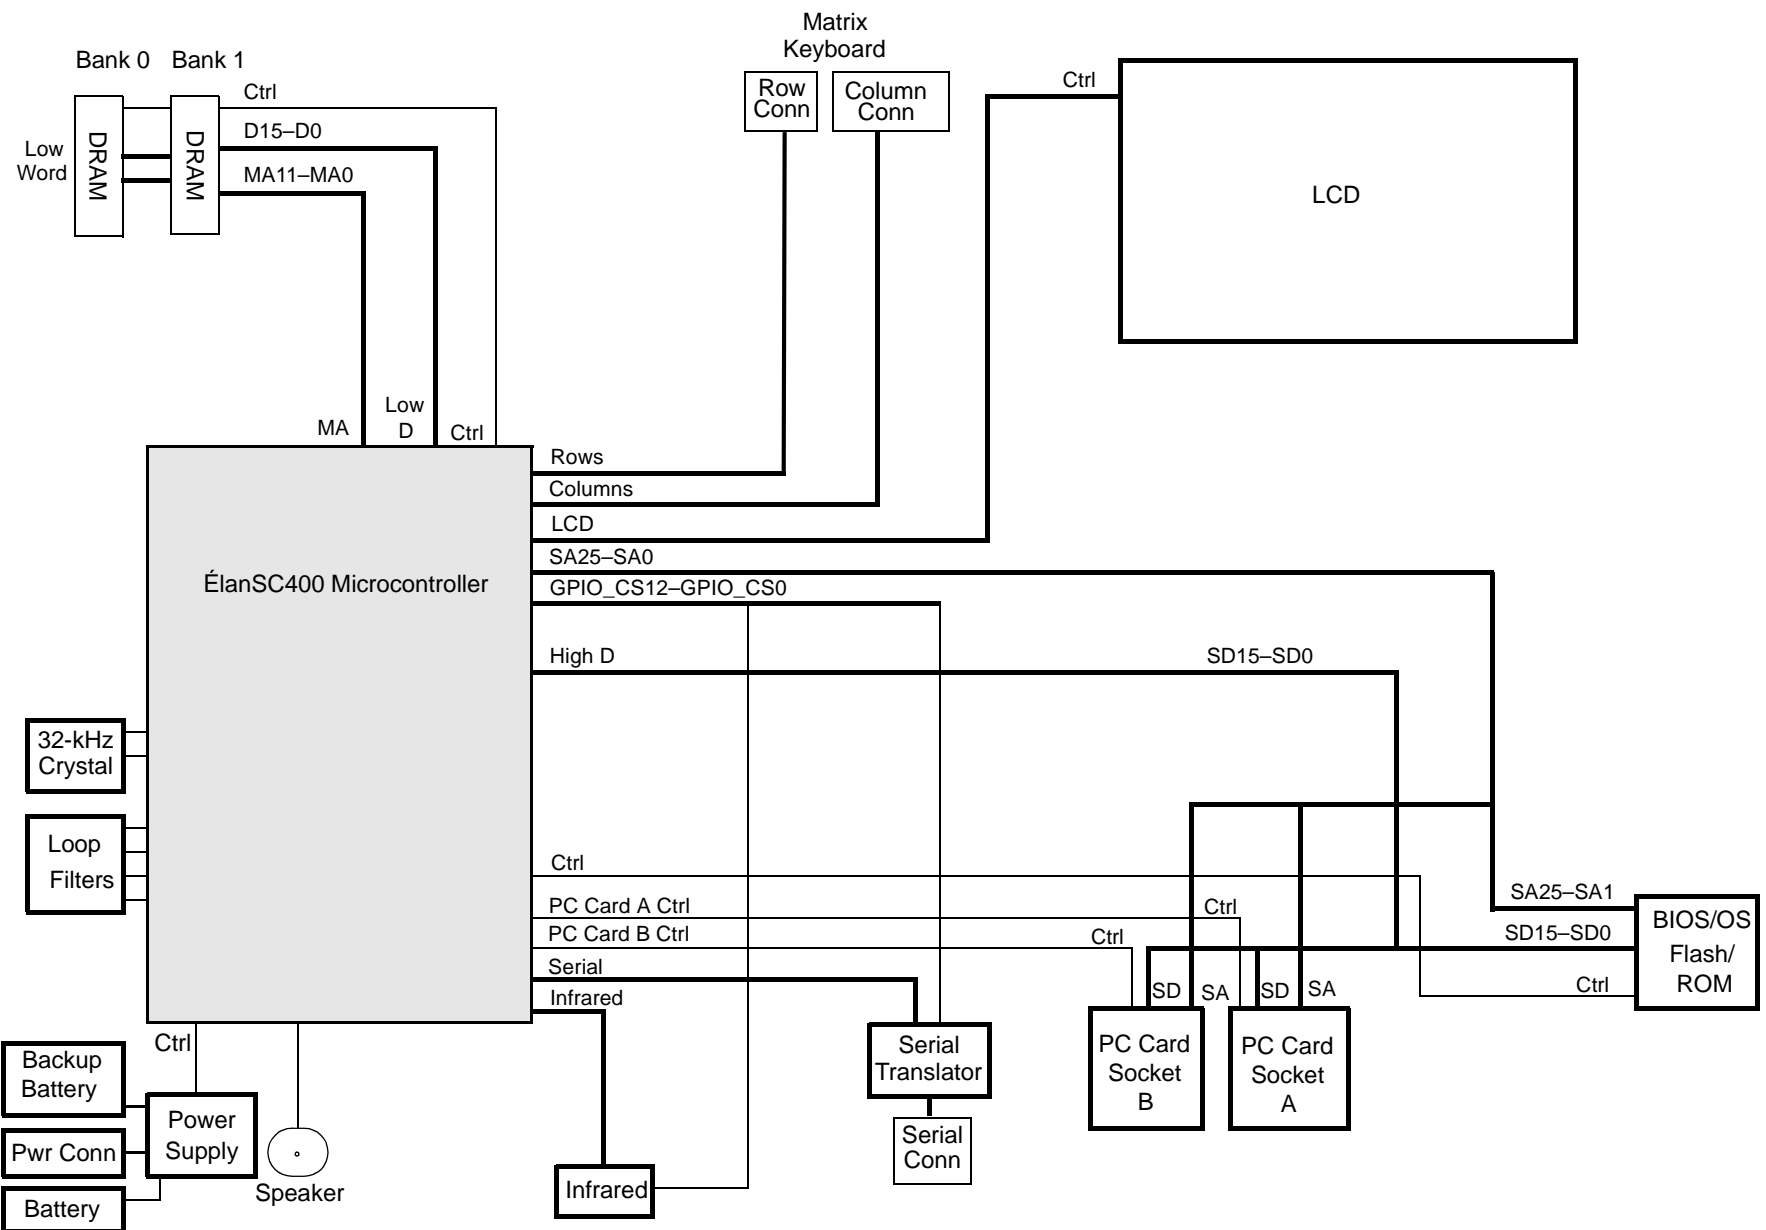 Matrix
Keyboard
Bank 0 Bank 1
Row
Conn
Column
Conn
Ctrl
Ctrl
D15–D0
MA11–MA0
Low
Word
DRAM
DRAM
LCD
MA
Low
D
Ctrl
Rows
Columns
LCD
SA25–SA0
GPIO_CS12–GPIO_CS0
ÉlanSC400 Microcontroller
High D
SD15–SD0
32-kHz
Crystal
Loop
Filters
Ctrl
PC Card A Ctrl
Ctrl
PC Card B Ctrl
Ctrl
Serial
Infrared
SA25–SA1
SD15–SD0
Ctrl
BIOS/OS
Flash/
ROM
SD
SA
SD
SA
PC Card
Socket
B
PC Card
Socket
A
Serial
Translator
Serial
Conn
Infrared
Ctrl
Backup
Battery
Power
Supply
Pwr Conn
Battery
Speaker